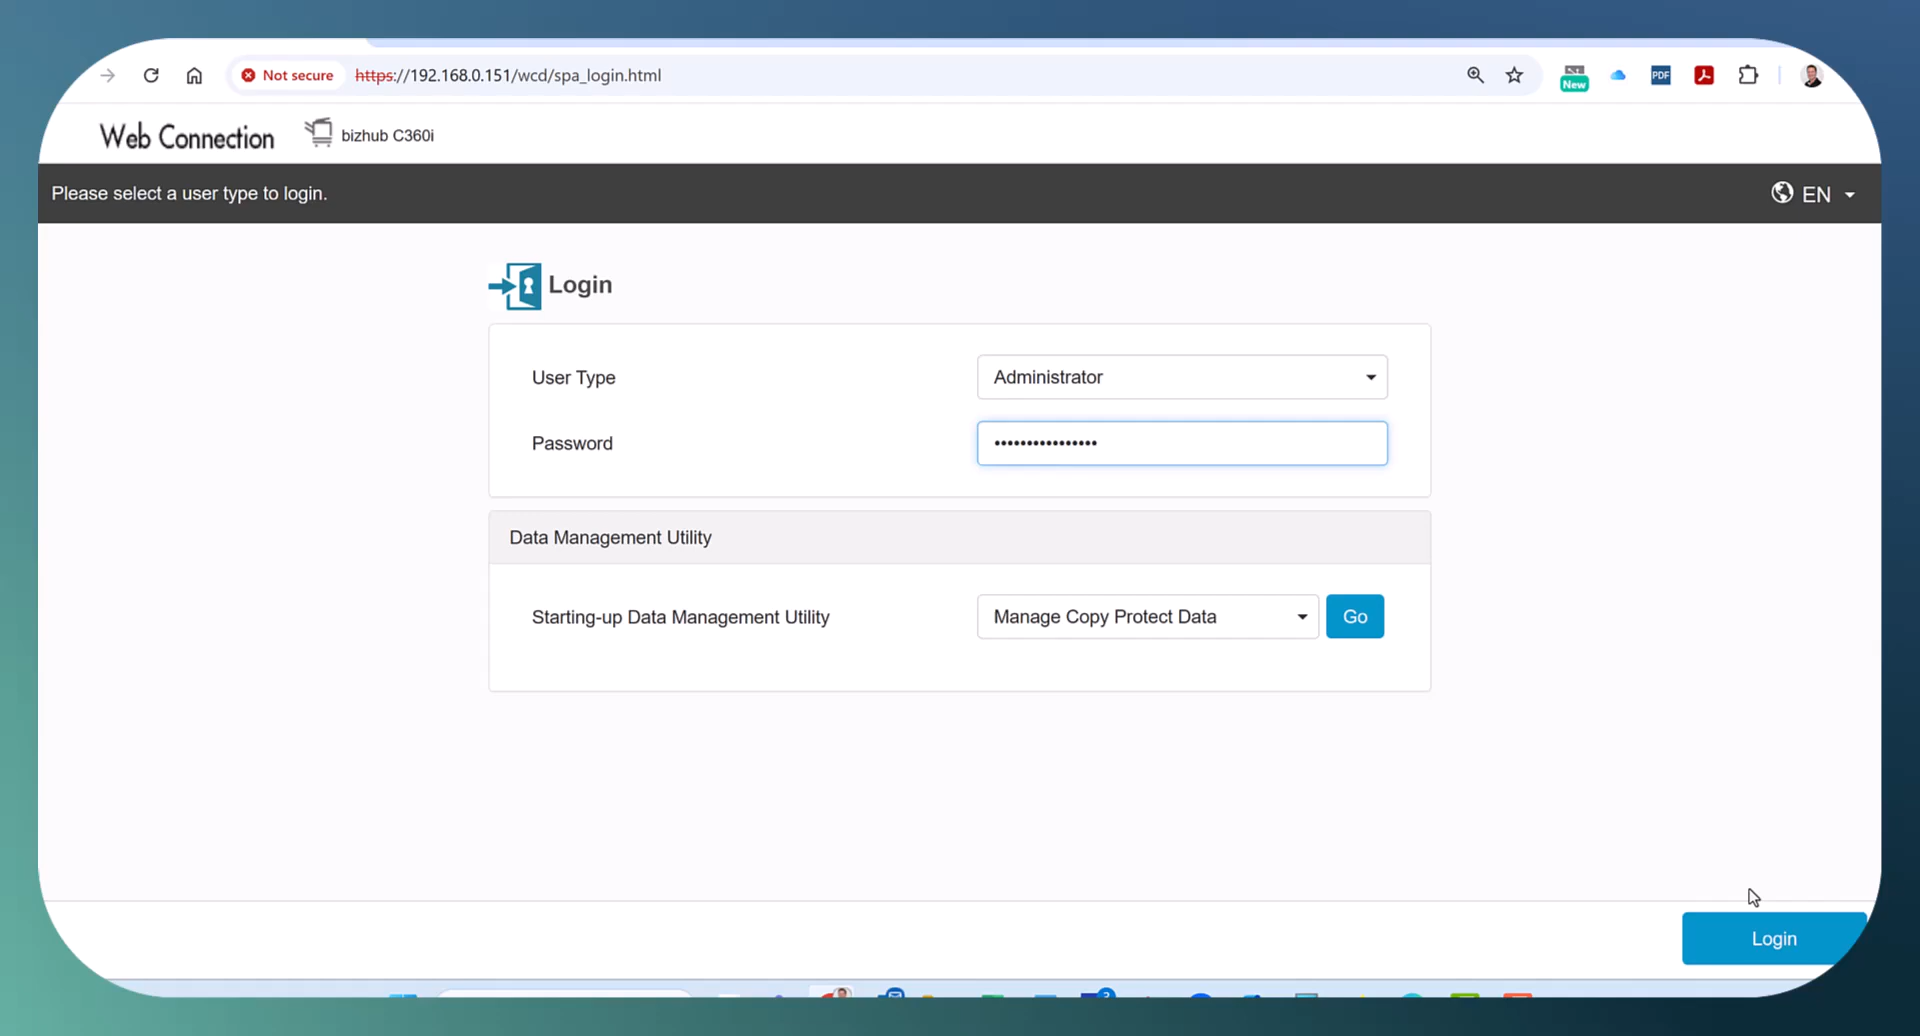 Not secure https://192.168.0.151/wcd/spa_login.html
New
PDF
Web Connection bizhub C360i
Please select a user type to login.
EN
Login
User Type Administrator
Password ••••••••••••••••
Data Management Utility
Starting-up Data Management Utility Manage Copy Protect Data Go
Login